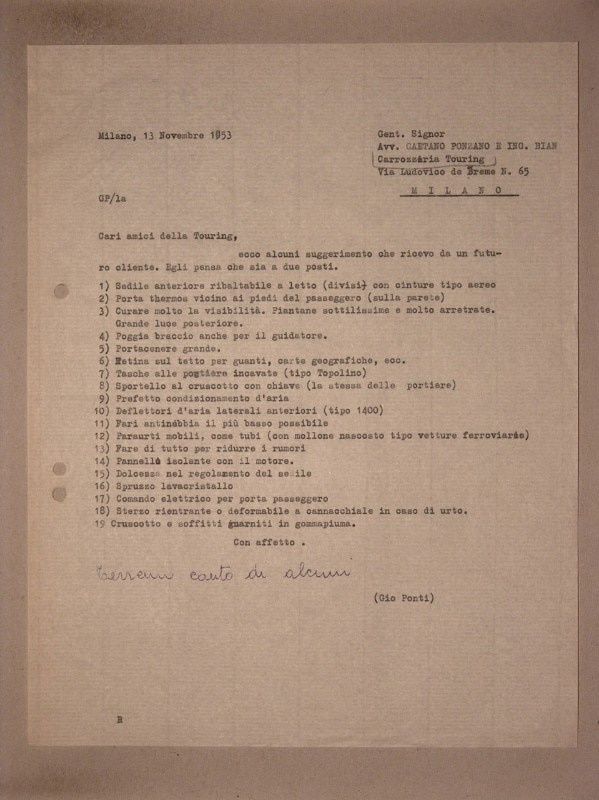 Milano, 13 Novembre 1953
Gent. Signor
Avv. GAETANO PONZANO E ING. BIAN
Carrozzéria Touring
Via Ludovico de Breme N. 65
M I L A N O
GP/la
Cari amici della Touring,
ecco alcuni suggerimento che ricevo da un futu-
ro cliente. Egli pensa che sia a due posti.
1) Sedile anteriore ribaltabile a letto (divisi) con cinture tipo aereo
2) Porta thermos vicino ai piedi del passeggero (sulla parete)
3) Curare molto la visibilità. Piantane sottilissime e molto arretrate.
Grande luce posteriore.
4) Poggia braccio anche per il guidatore.
5) Portacenere grande.
6) Retina sul tetto per guanti, carte geografiche, ecc.
7) Tasche alle portiere incavate (tipo Topolino)
8) Sportello al cruscotto con chiave (la stessa delle portiere)
9) Prefetto condizionamento d'aria
10) Deflettori d'aria laterali anteriori (tipo 1400)
11) Fari antinébbia il più basso possibile
12) Paraurti mobili, come tubi (con mollone nascosto tipo vetture ferroviarie)
13) Fare di tutto per ridurre i rumori
14) Pannello isolante con il motore.
15) Dolcezza nel regolamento del sedile
16) Spruzzo lavacristallo
17) Comando elettrico per porta passeggero
18) Sterzo rientrante o deformabile a cannacchiale in caso di urto.
19 Cruscotto e soffitti guarniti in gommapiuma.
Con affetto .
di alcuni
(Gio Ponti)
R